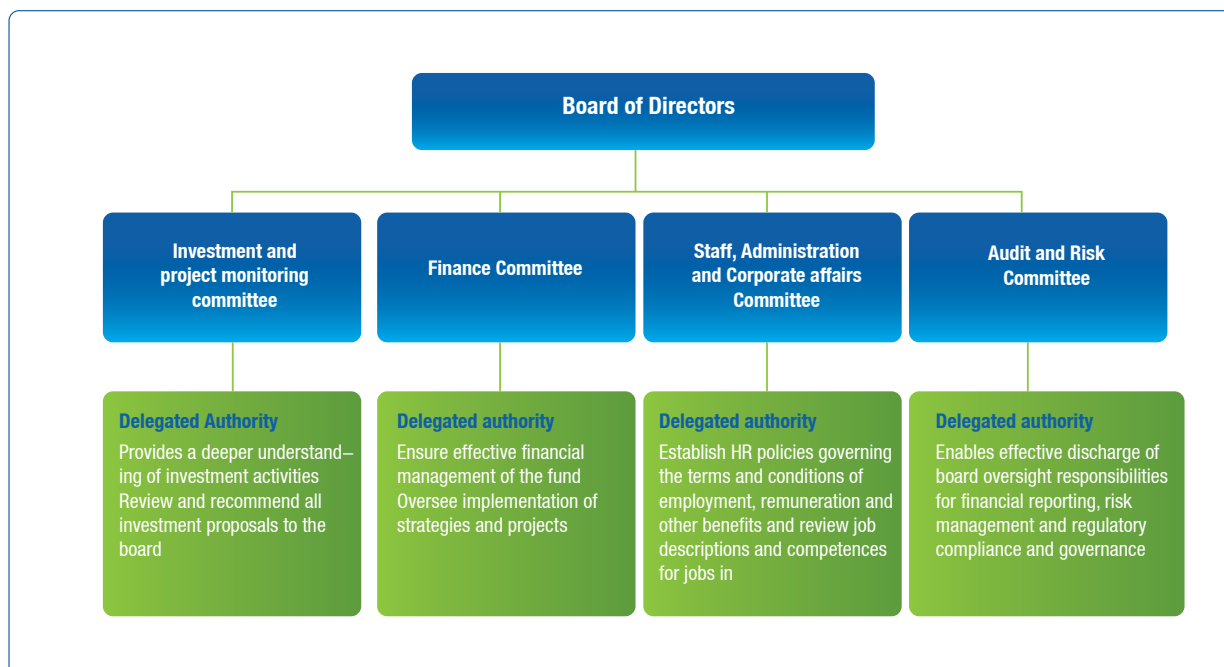 Board of Directors
Investment and
project monitoring
committee
Finance Committee
Staff, Administration
and Corporate affairs
Committee
Audit and Risk
Committee
Delegated Authority
Provides a deeper understand–
ing of investment activities
Review and recommend all
investment proposals to the
board
Delegated authority
Ensure effective financial
management of the fund
Oversee implementation of
strategies and projects
Delegated authority
Establish HR policies governing
the terms and conditions of
employment, remuneration and
other benefits and review job
descriptions and competences
for jobs in
Delegated authority
Enables effective discharge of
board oversight responsibilities
for financial reporting, risk
management and regulatory
compliance and governance